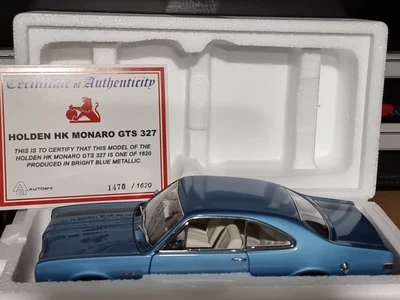 Certificate of Authenticity
HOLDEN HK MONARO GTS 327
THIS IS TO CERTIFY THAT THIS MODEL OF THE
HOLDEN HK MONARO GTS 327 IS ONE OF 1620
PRODUCED IN BRIGHT BLUE METALLIC.
AUTOart
1470 / 1620